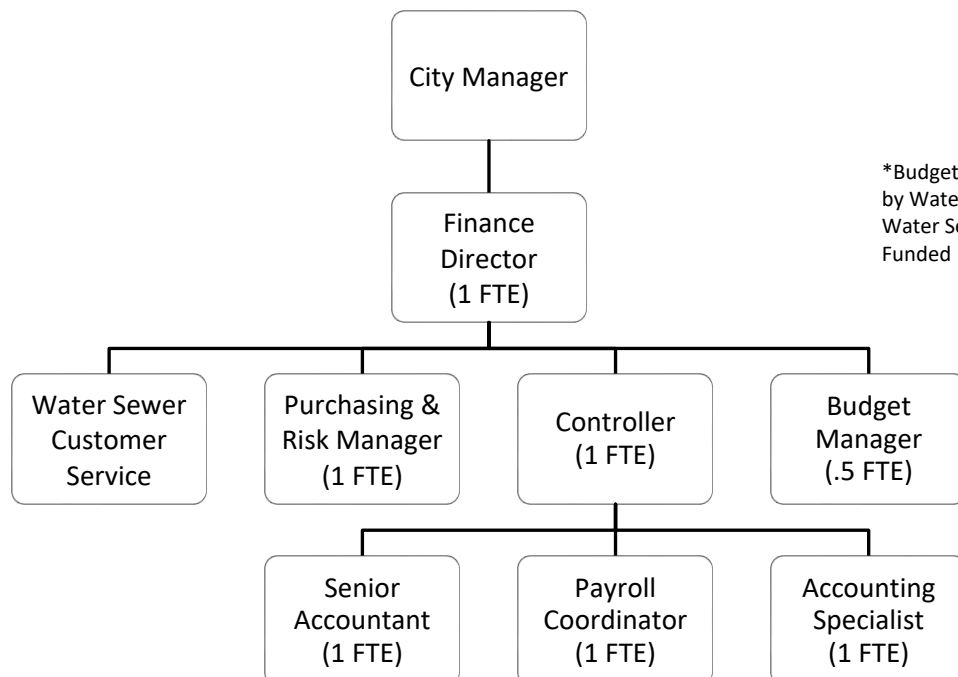 City Manager
*Budget
by Wate
Water Se
Funded
Finance
Director
(1 FTE)
Water Sewer
Customer
Service
Purchasing &
Risk Manager
(1 FTE)
Controller
(1 FTE)
Budget
Manager
(.5 FTE)
Senior
Accountant
(1 FTE)
Payroll
Coordinator
(1 FTE)
Accounting
Specialist
(1 FTE)